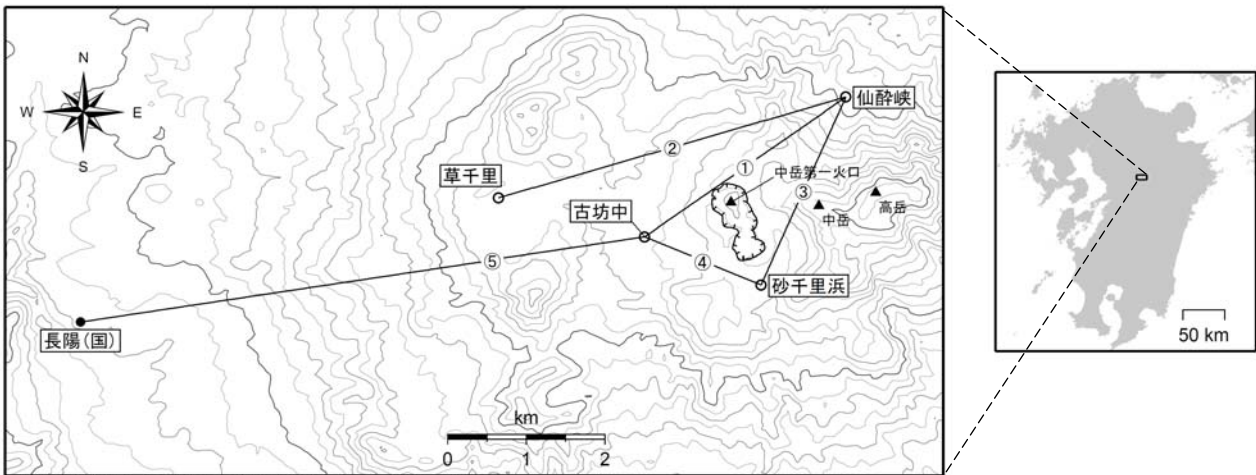 N
W
E
S
仙酔峡
②
草千里
①
中岳第一火口
③
高岳
中岳
古坊中
⑤
④
砂千里浜
長陽(国)
km
0 1 2
50 km